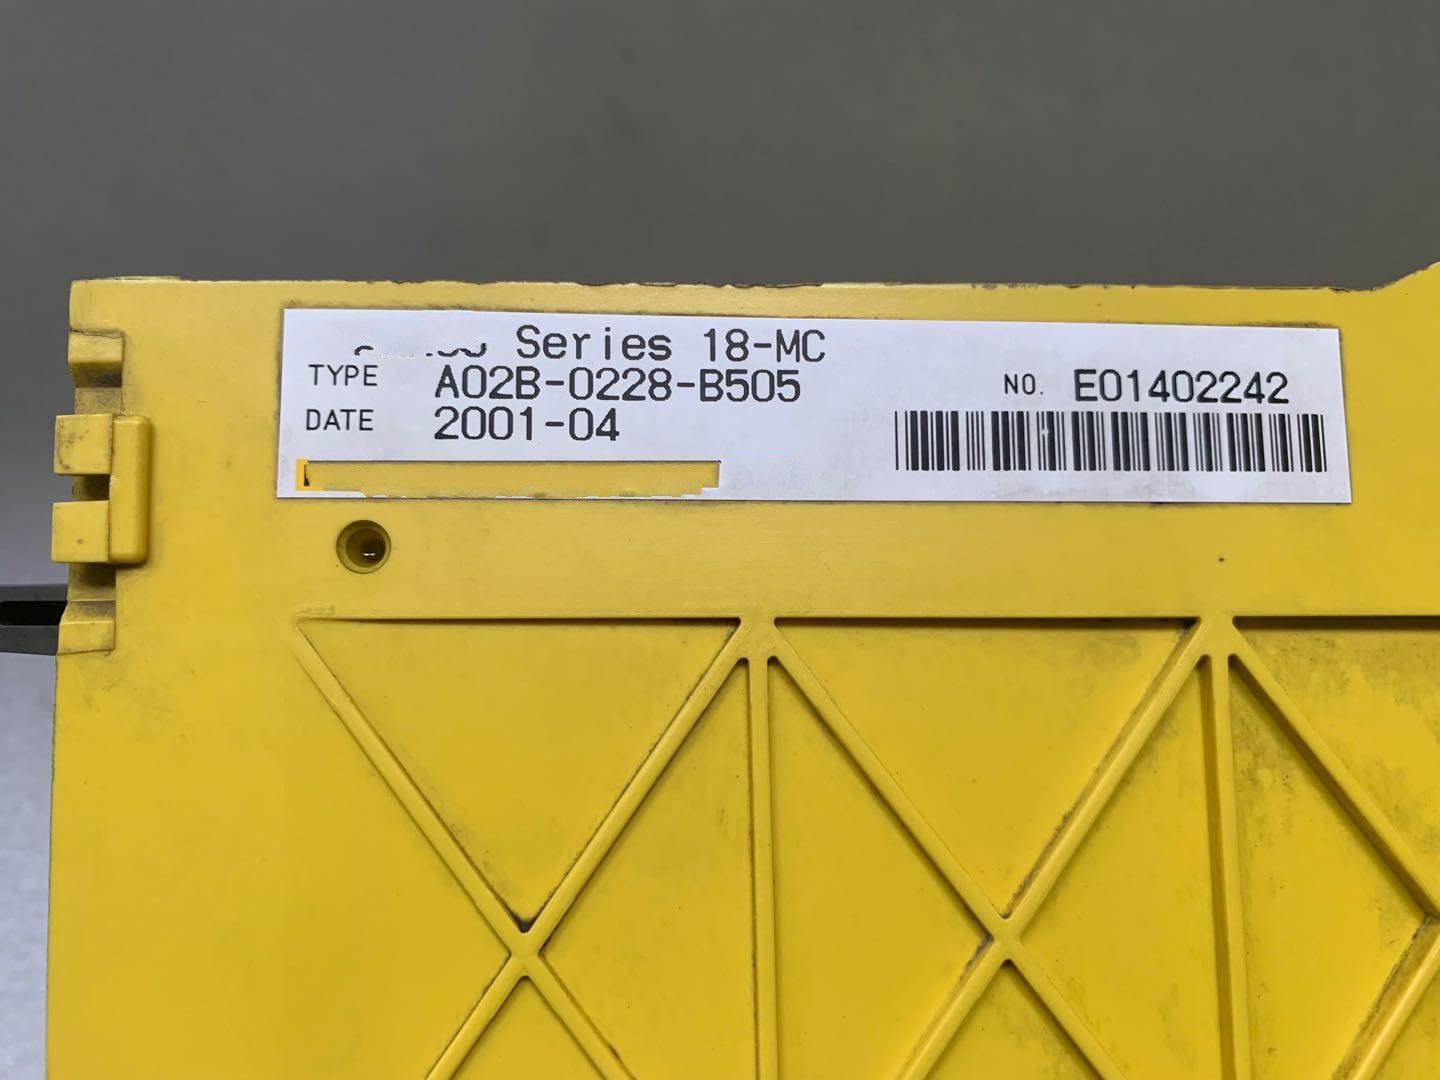 Series 18-MC
TYPE A02B-0228-B505
NO. E01402242
DATE 2001-04